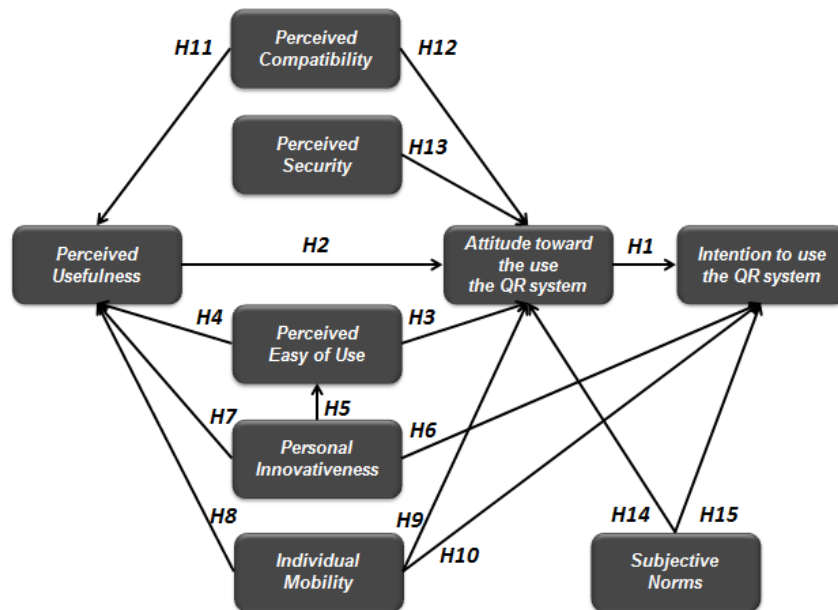 H11
Perceived
Compatibility
H12
Perceived
Security
H13
Perceived
Usefulness
H2
Attitude toward
the use
the QR system
H1
Intention to use
the QR system
H4
Perceived
Easy of Use
H3
H7
H5
Personal
Innovativeness
H6
H8
Individual
Mobility
H9
H10
H14
H15
Subjective
Norms